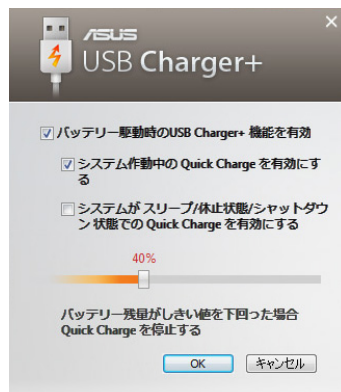 ASUS
USB Charger+
バッテリー駆動時のUSB Charger+ 機能を有効
システム作動中の Quick Charge を有効にす
る
システムが スリープ/休止状態/シャットダウ
ン 状態での Quick Charge を有効にする
40%
バッテリー残量がしきい値を下回った場合
Quick Charge を停止する
OK キャンセル